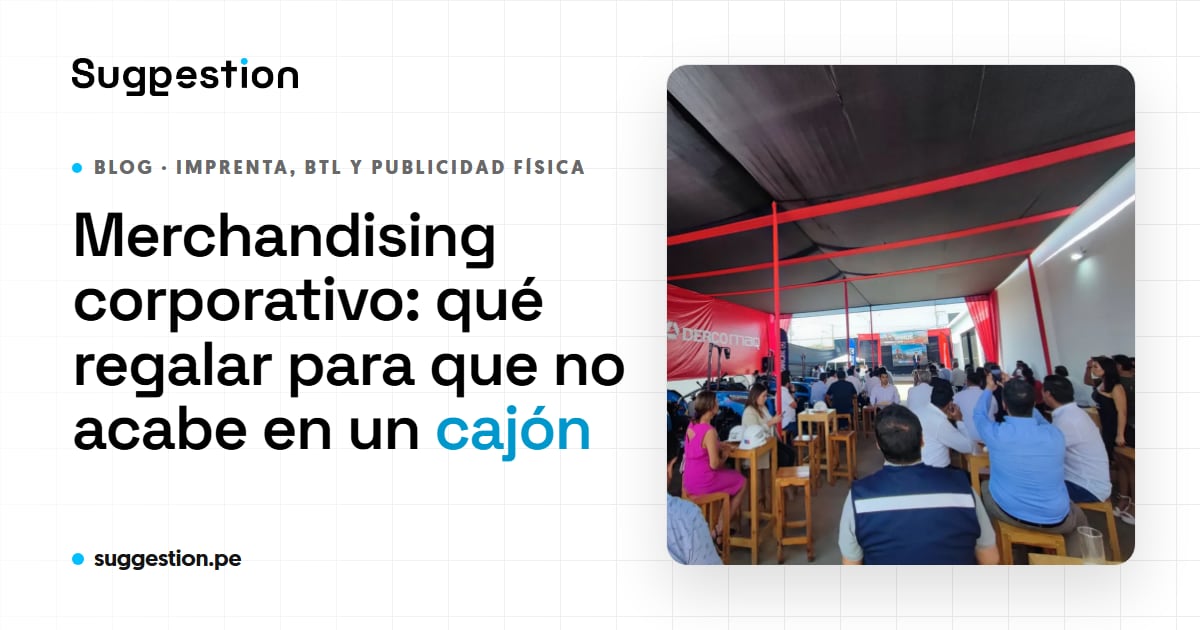 Suggestion
BLOG · IMPRENTA, BTL Y PUBLICIDAD FÍSICA
Merchandising
corporativo: qué
regalar para que no
acabe en un cajón
suggestion.pe
DERCOMAQ